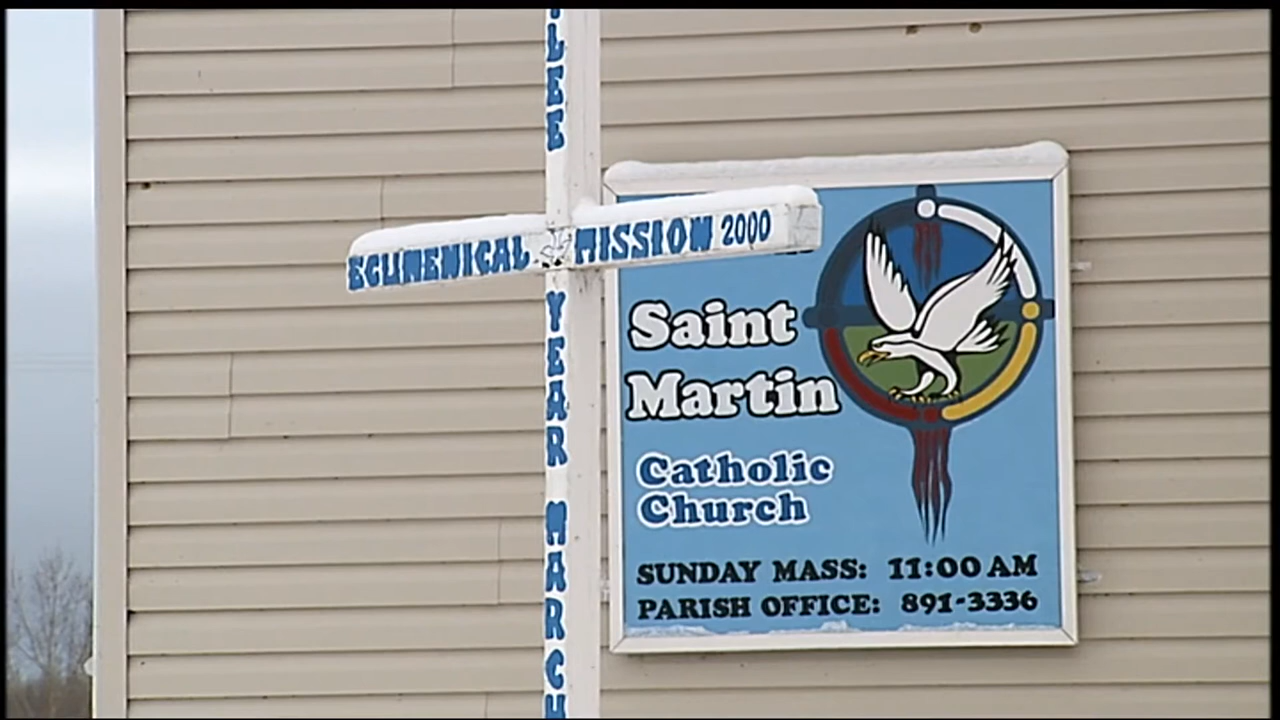 LEE
ECUMENICAL MISSION 2000
YEAR MARCH
Saint
Martin
Catholic
Church
SUNDAY MASS: 11:00 AM
PARISH OFFICE: 891-3336